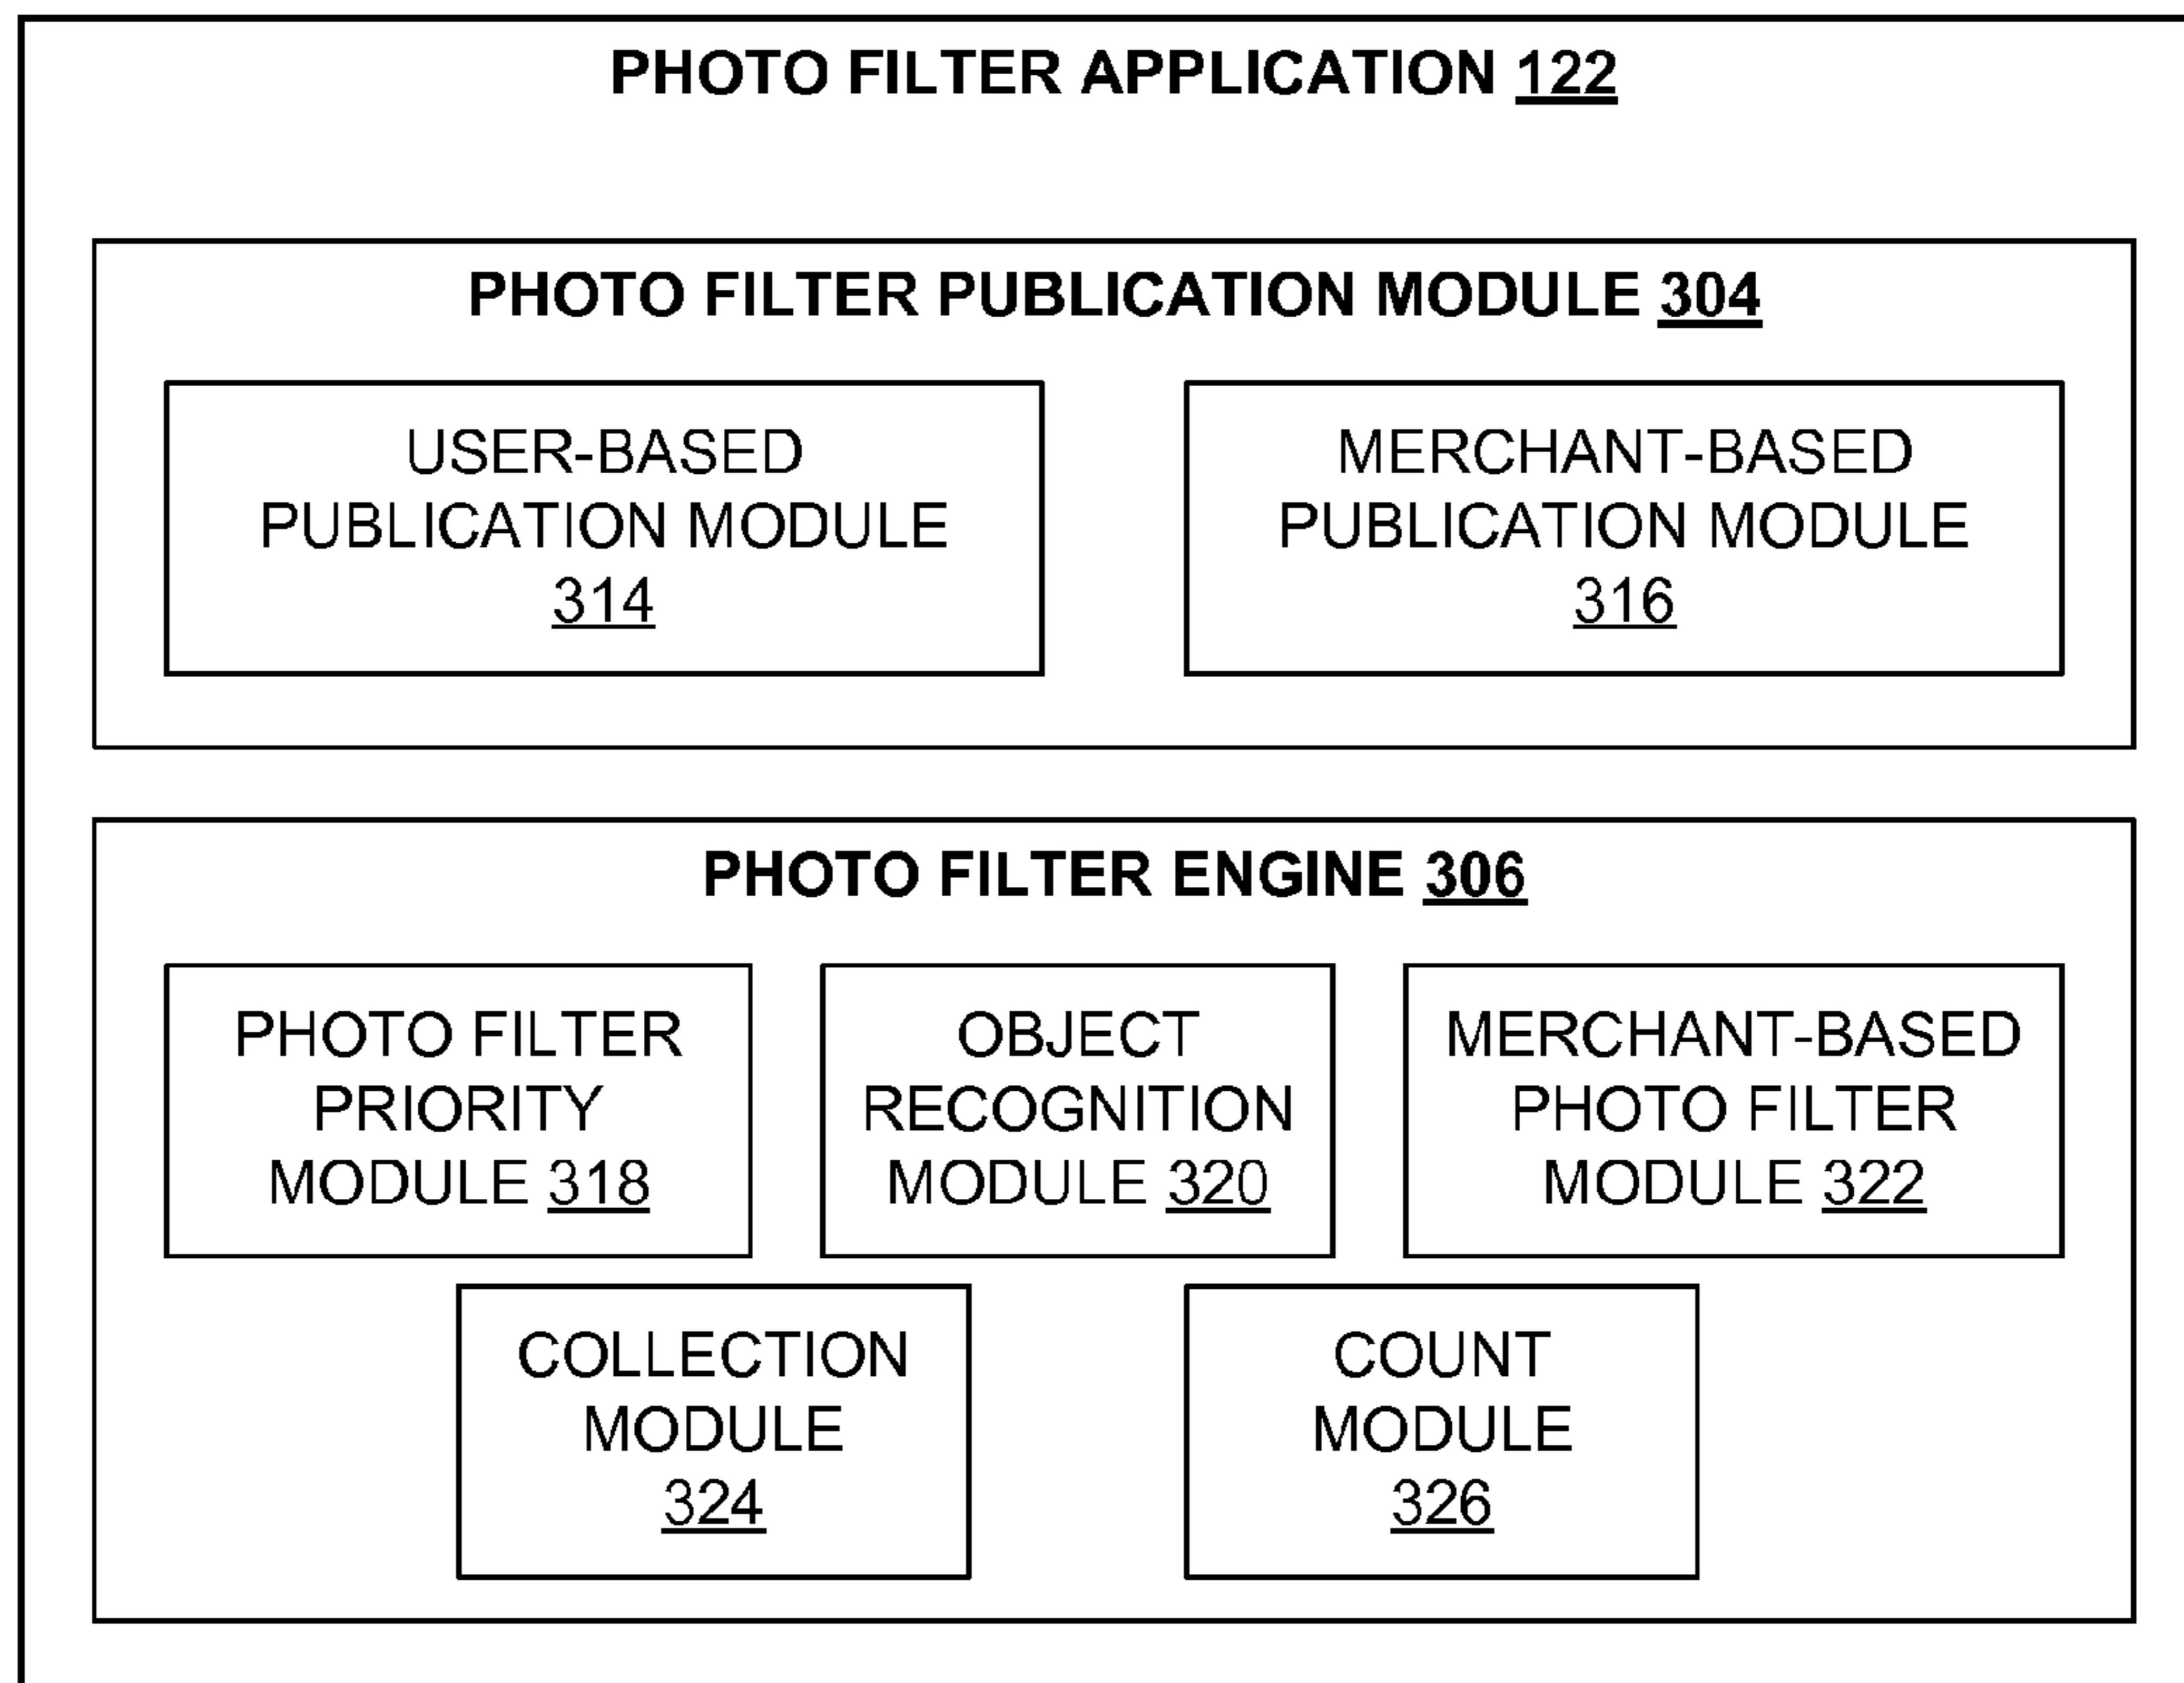 PHOTO FILTER APPLICATION 122
PHOTO FILTER PUBLICATION MODULE 304
USER-BASED
PUBLICATION MODULE
314
MERCHANT-BASED
PUBLICATION MODULE
316
PHOTO FILTER ENGINE 306
PHOTO FILTER
PRIORITY
MODULE 318
OBJECT
RECOGNITION
MODULE 320
MERCHANT-BASED
PHOTO FILTER
MODULE 322
COLLECTION
MODULE
324
COUNT
MODULE
326